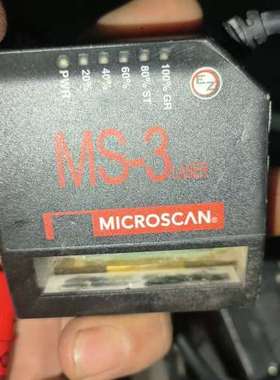 PWR
20%
40%
60%
80% ST
100% GR
EZ
MS-3 LASER
MICROSCAN®